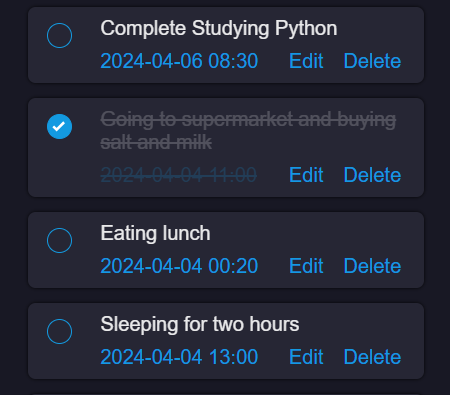 Complete Studying Python
2024-04-06 08:30 Edit Delete
Going to supermarket and buying
salt and milk
2024-04-04 11:00 Edit Delete
Eating lunch
2024-04-04 00:20 Edit Delete
Sleeping for two hours
2024-04-04 13:00 Edit Delete